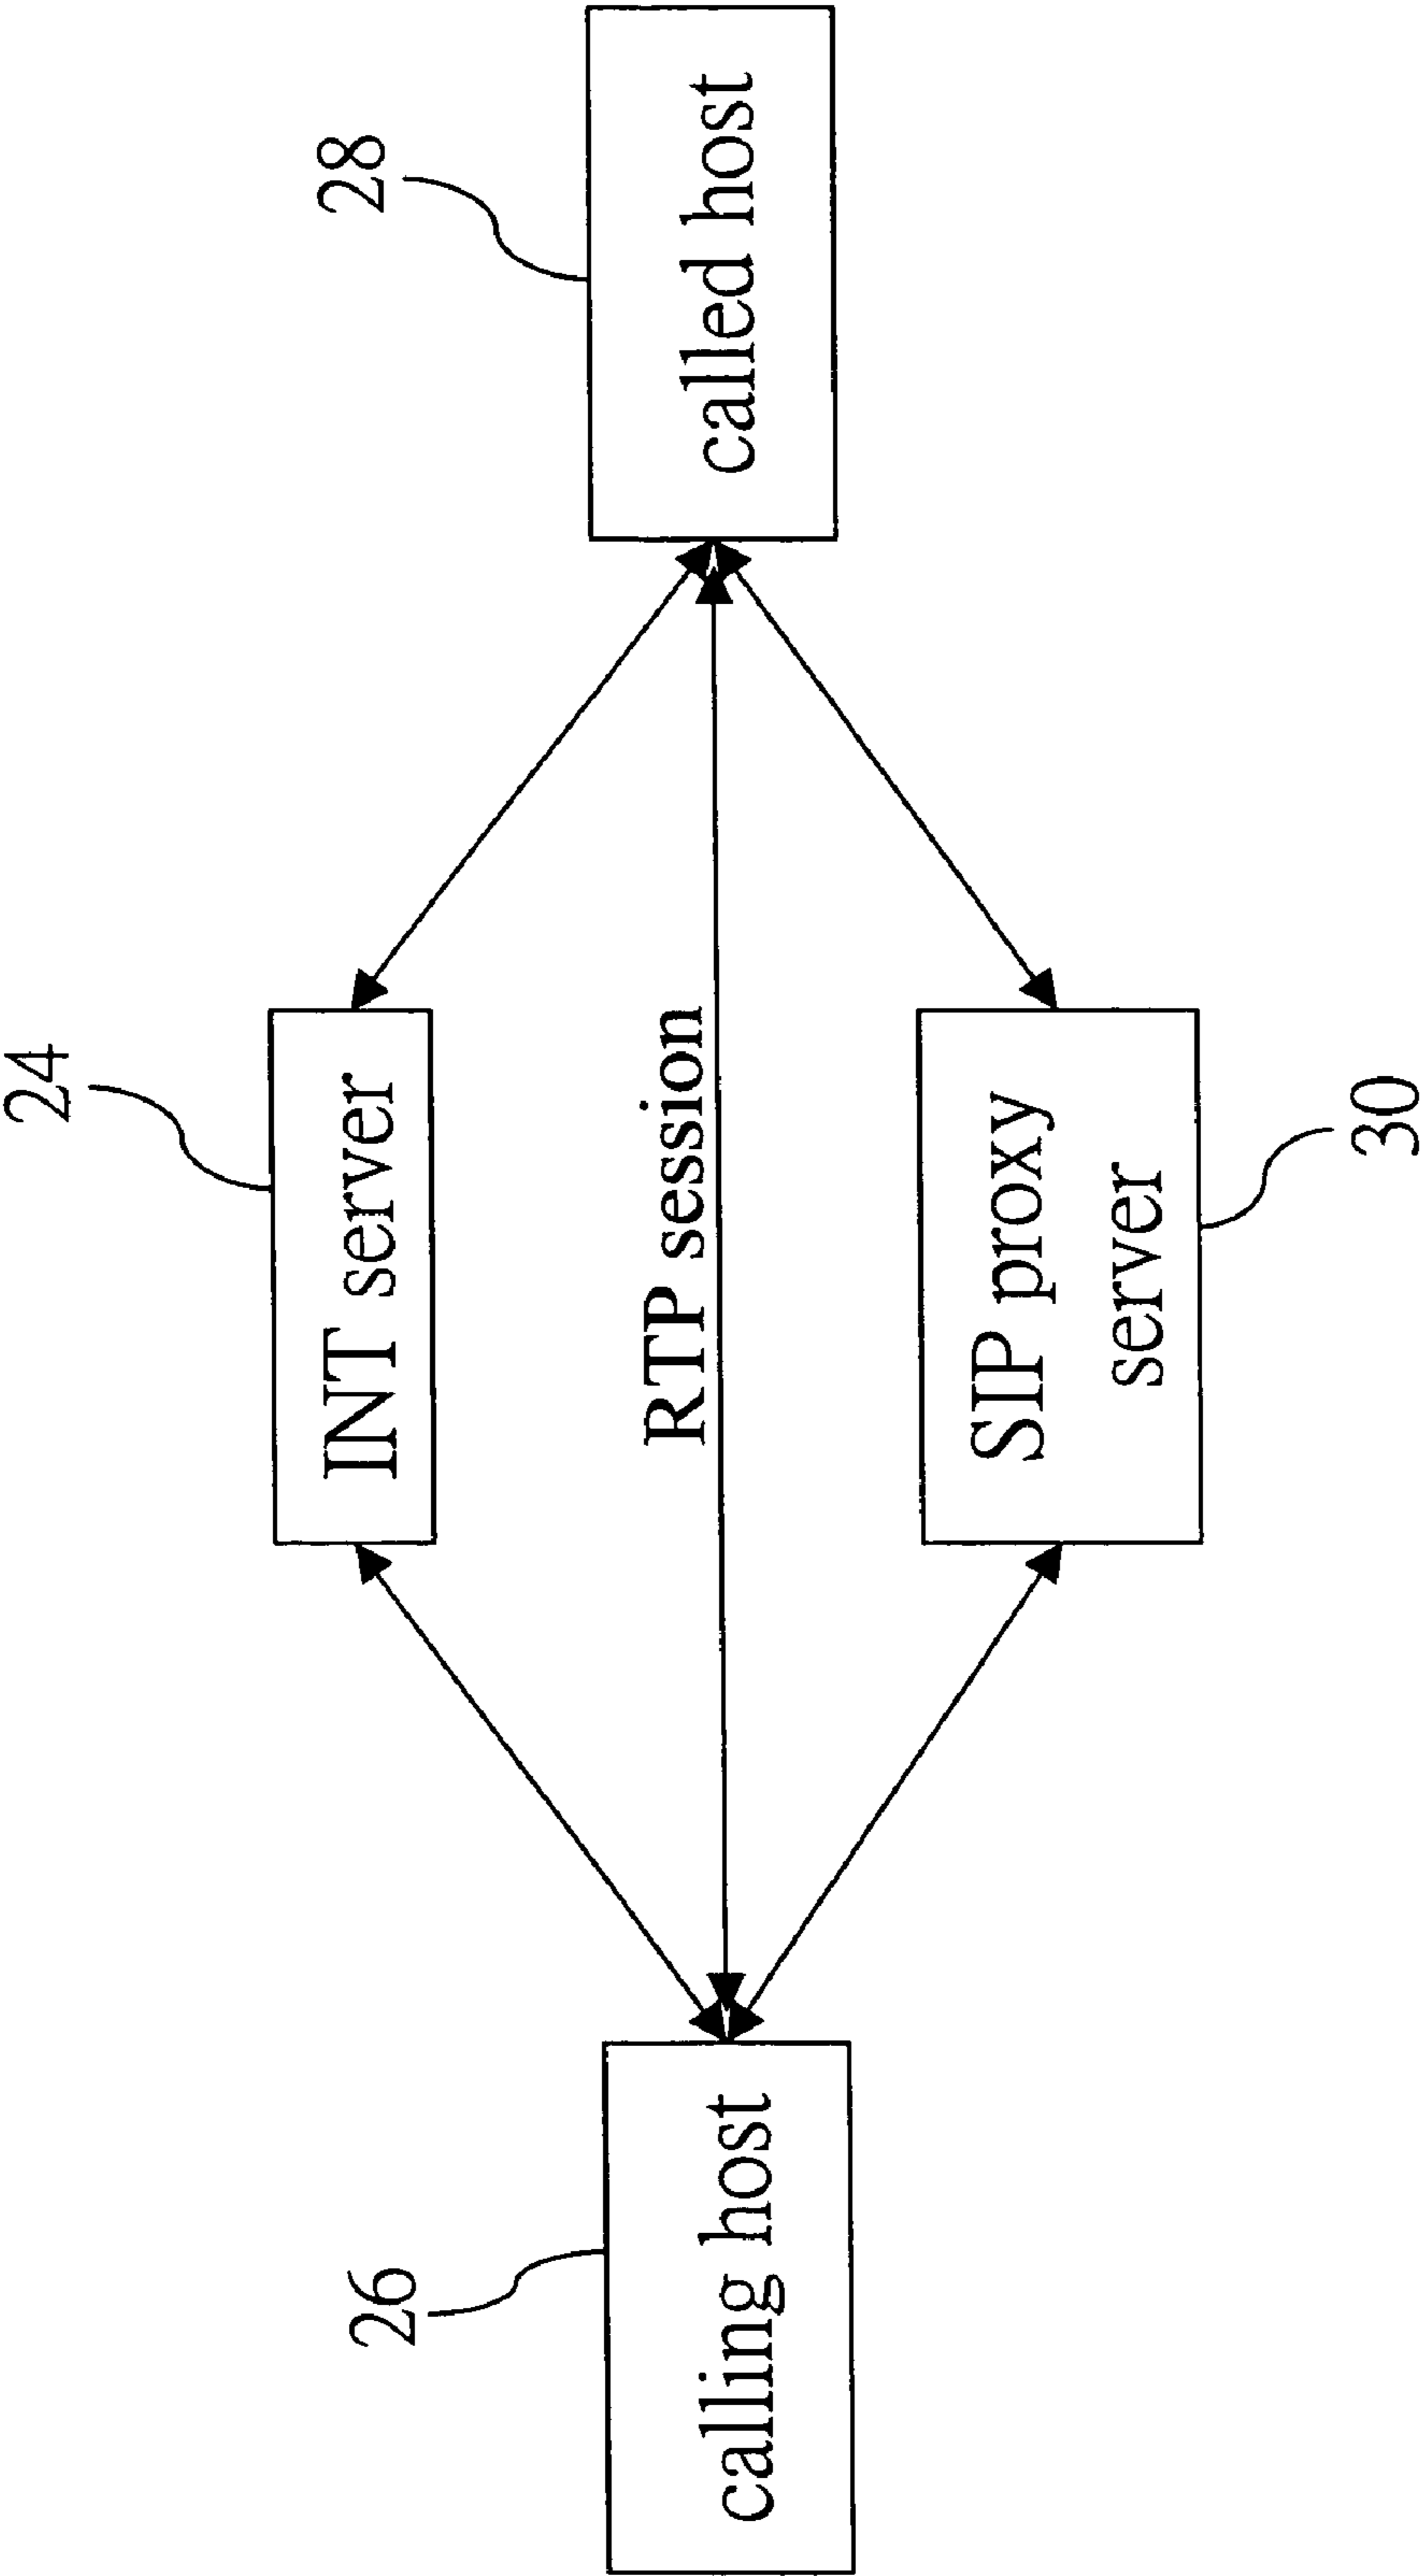 24
INT server
26
calling host
RTP session
28
called host
SIP proxy
server
30